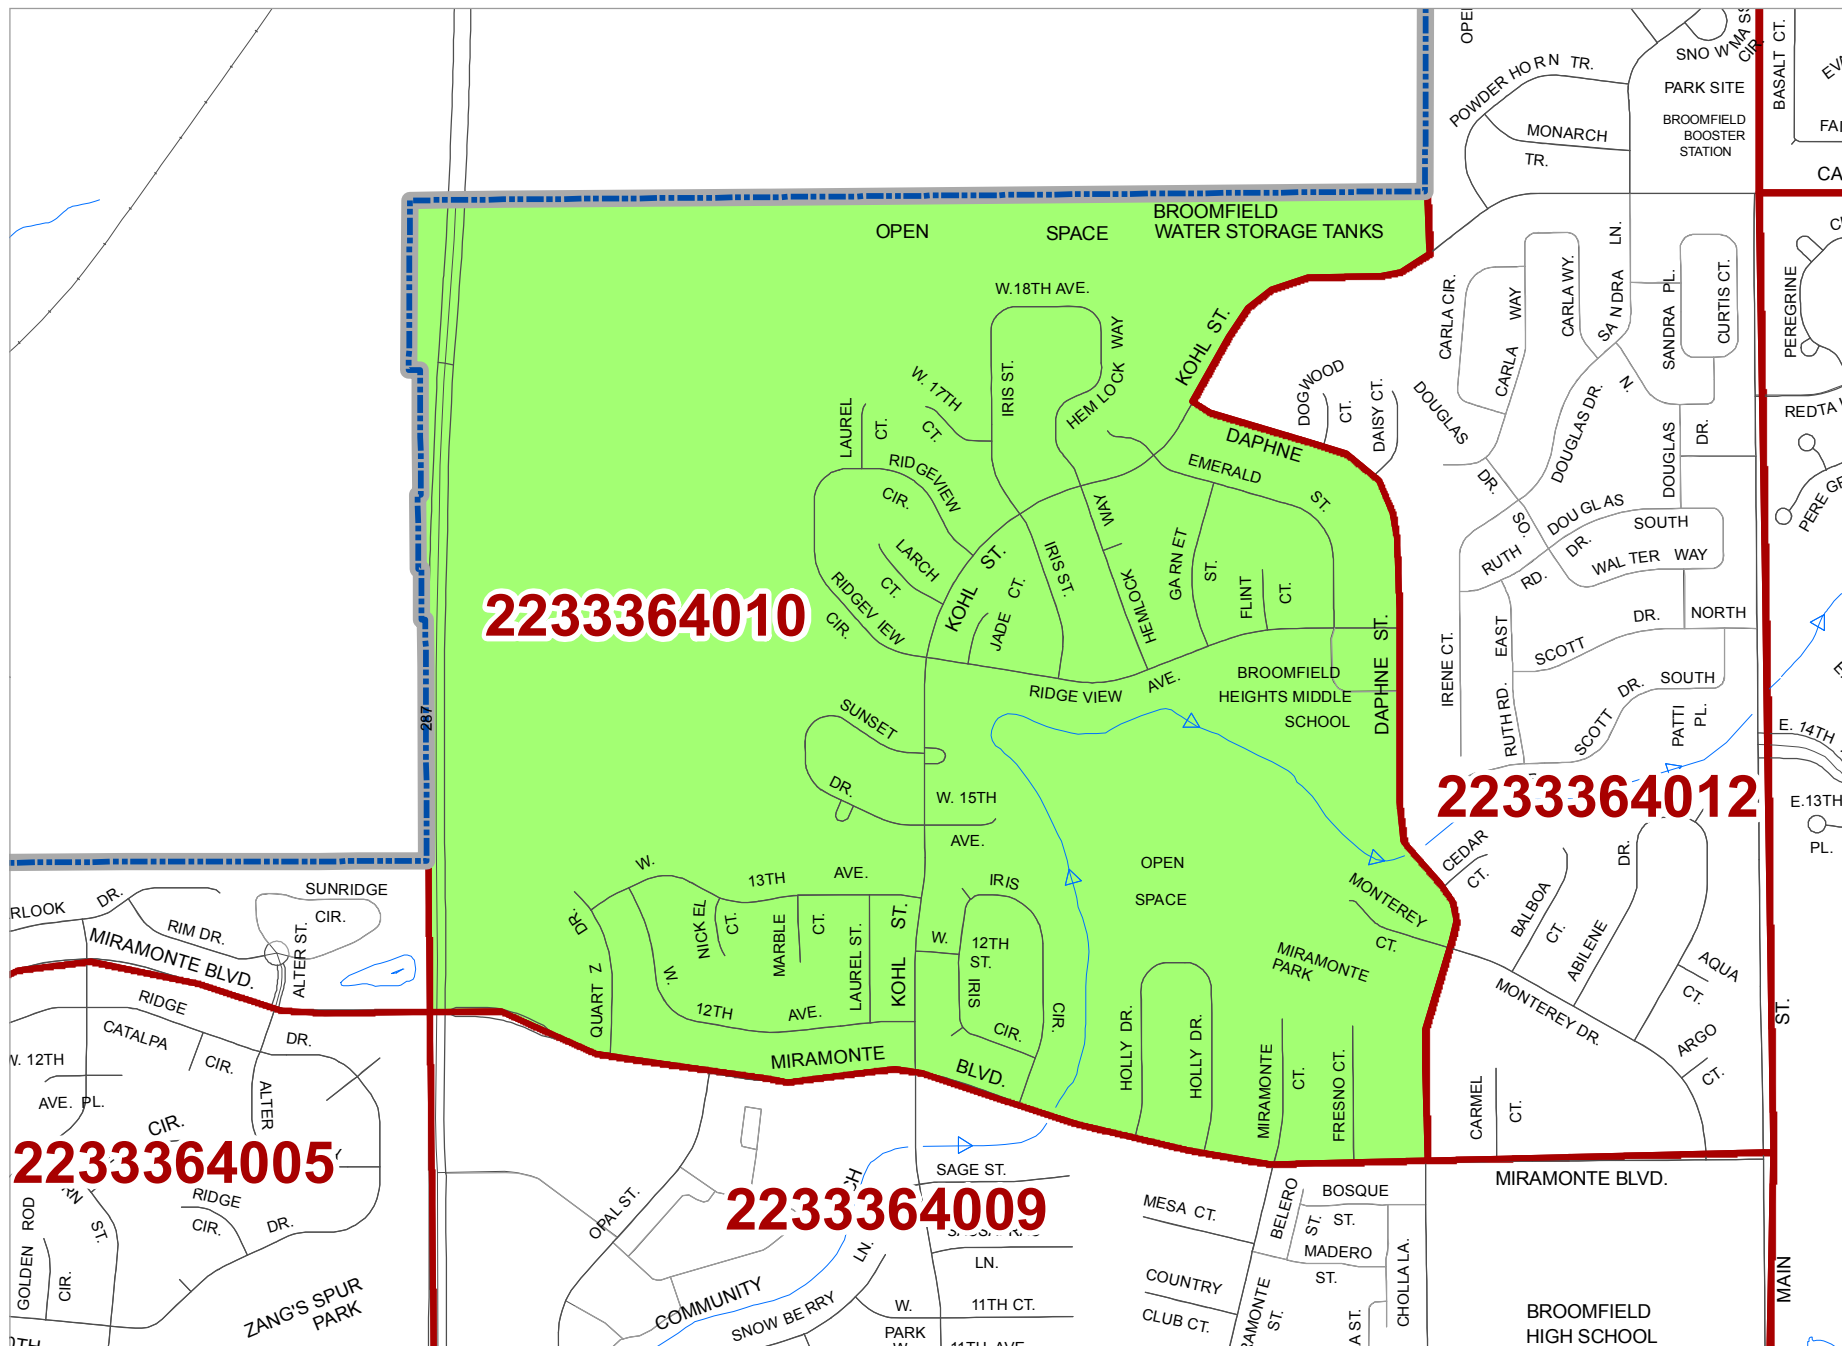 OPEN
SPACE
BROOMFIELD
WATER STORAGE TANKS
W.18TH AVE.
KOHL ST.
HEMLOCK WAY
IRIS ST.
W. 17TH
CT.
LAUREL
CT.
RIDGEVIEW
CIR.
LARCH
CT.
RIDGEVIEW
CIR.
KOHL ST.
JADE CT.
IRIS ST.
WAY
HEMLOCK
GARNET
ST.
FLINT
CT.
EMERALD
ST.
DAPHNE
DAPHNE ST.
DOGWOOD
CT.
DAISY CT.
2233364010
RIDGE VIEW AVE.
BROOMFIELD
HEIGHTS MIDDLE
SCHOOL
287
SUNSET
DR.
W. 15TH
AVE.
W. 13TH AVE.
OPEN
SPACE
MONTEREY
CT.
MIRAMONTE
PARK
IRIS
W. 12TH
ST.
IRIS
CIR.
CIR.
QUARTZ DR.
NICKEL
CT.
MARBLE
CT.
LAUREL ST.
KOHL ST.
W. 12TH AVE.
MIRAMONTE BLVD.
HOLLY DR.
HOLLY DR.
MIRAMONTE
CT.
FRESNO CT.
POWDER HORN TR.
MONARCH
TR.
SNOWMASS
CIR.
PARK SITE
BROOMFIELD
BOOSTER
STATION
BASALT CT.
CARLA CIR.
CARLA WAY
CARLA WY.
SANDRA LN.
SANDRA PL.
CURTIS CT.
PEREGRINE
DOUGLAS
DR.
DOUGLAS DR.
N.
DOUGLAS
DR.
SO.
DOUGLAS
DR.
SOUTH
RUTH
RD.
WALTER WAY
SCOTT DR. NORTH
IRENE CT.
EAST
RUTH RD.
SCOTT DR. SOUTH
PATTI
PL.
E. 14TH
E.13TH
PL.
2233364012
CEDAR
CT.
BALBOA
CT.
ABILENE
DR.
AQUA
CT.
MONTEREY DR.
ARGO
CT.
CARMEL
CT.
MIRAMONTE BLVD.
MAIN
ST.
DR.
RIM DR.
SUNRIDGE
CIR.
MIRAMONTE BLVD.
ALTER ST.
RIDGE
DR.
CATALPA
CIR.
W. 12TH
AVE. PL.
ALTER
CIR.
2233364005
RIDGE
CIR.
DR.
ST.
GOLDEN ROD
CIR.
ZANG'S SPUR
PARK
OPAL ST.
2233364009
SAGE ST.
LN.
LN.
COMMUNITY
SNOWBERRY
W. 11TH CT.
PARK
11TH AVE
MESA CT.
COUNTRY
CLUB CT.
BELERO
ST.
BOSQUE
ST.
MADERO
ST.
CHOLLA LA.
ST.
BROOMFIELD
HIGH SCHOOL